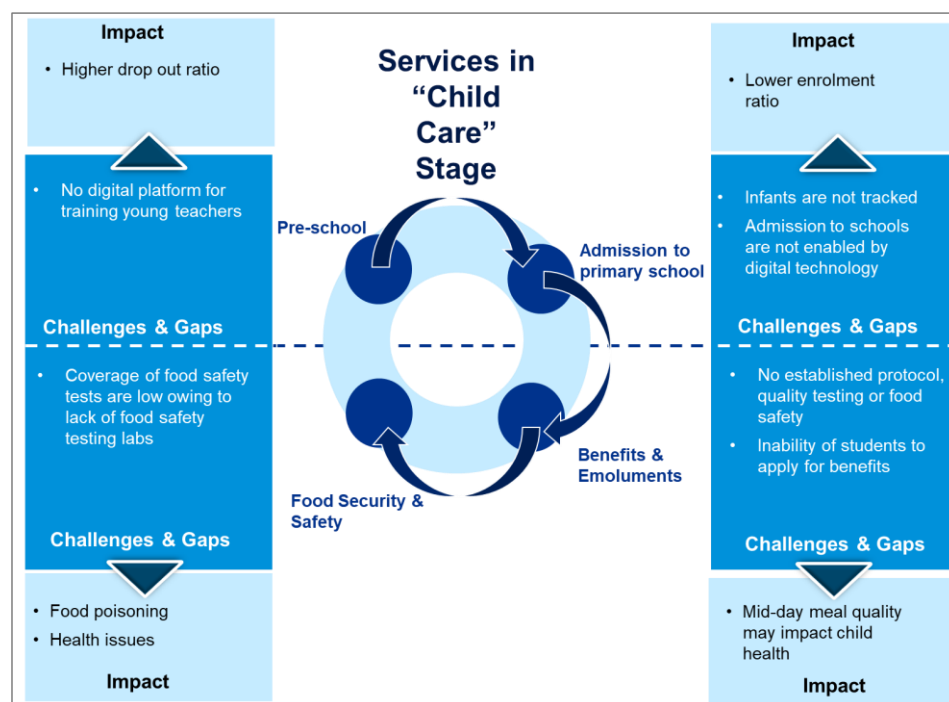 Impact
• Higher drop out ratio
• No digital platform for
training young teachers
Challenges & Gaps
• Coverage of food safety
tests are low owing to
lack of food safety
testing labs
Challenges & Gaps
• Food poisoning
• Health issues
Impact
Services in
“Child
Care”
Stage
Pre-school
Admission to
primary school
Benefits &
Emoluments
Food Security &
Safety
Impact
• Lower enrolment
ratio
• Infants are not tracked
• Admission to schools
are not enabled by
digital technology
Challenges & Gaps
• No established protocol,
quality testing or food
safety
• Inability of students to
apply for benefits
Challenges & Gaps
• Mid-day meal quality
may impact child
health
Impact